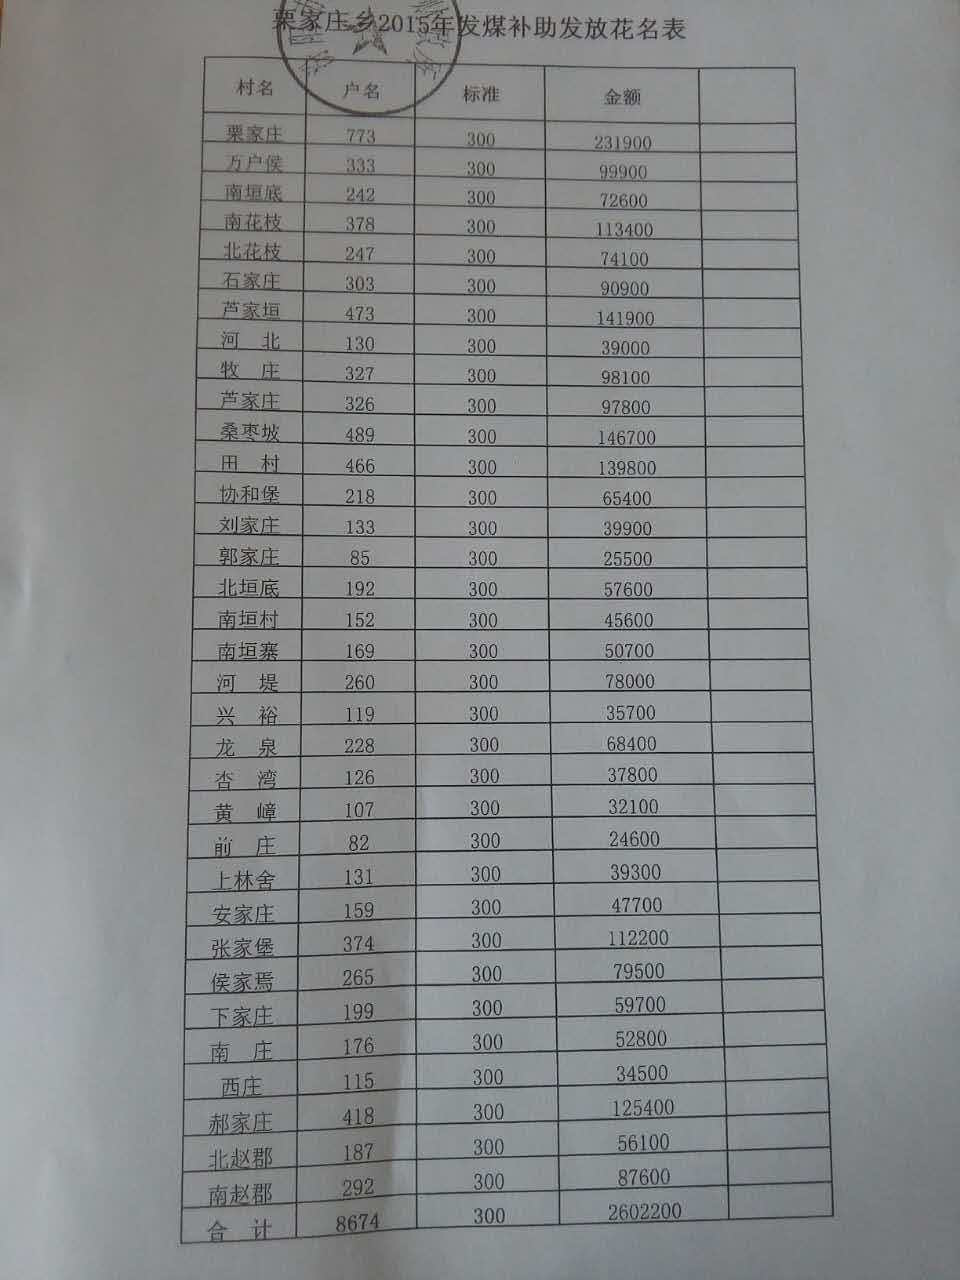 栗家庄乡2015年发煤补助发放花名表
村名 户名 标准 金额
栗家庄 773 300 231900
万户侯 333 300 99900
南垣底 242 300 72600
南花枝 378 300 113400
北花枝 247 300 74100
石家庄 303 300 90900
芦家垣 473 300 141900
河 北 130 300 39000
牧 庄 327 300 98100
芦家庄 326 300 97800
桑枣坡 489 300 146700
田 村 466 300 139800
协和堡 218 300 65400
刘家庄 133 300 39900
郭家庄 85 300 25500
北垣底 192 300 57600
南垣村 152 300 45600
南垣寨 169 300 50700
河 堤 260 300 78000
兴 裕 119 300 35700
龙 泉 228 300 68400
杏 湾 126 300 37800
黄 嶂 107 300 32100
前 庄 82 300 24600
上林舍 131 300 39300
安家庄 159 300 47700
张家堡 374 300 112200
侯家焉 265 300 79500
下家庄 199 300 59700
南 庄 176 300 52800
西庄 115 300 34500
郝家庄 418 300 125400
北赵郡 187 300 56100
南赵郡 292 300 87600
合 计 8674 300 2602200